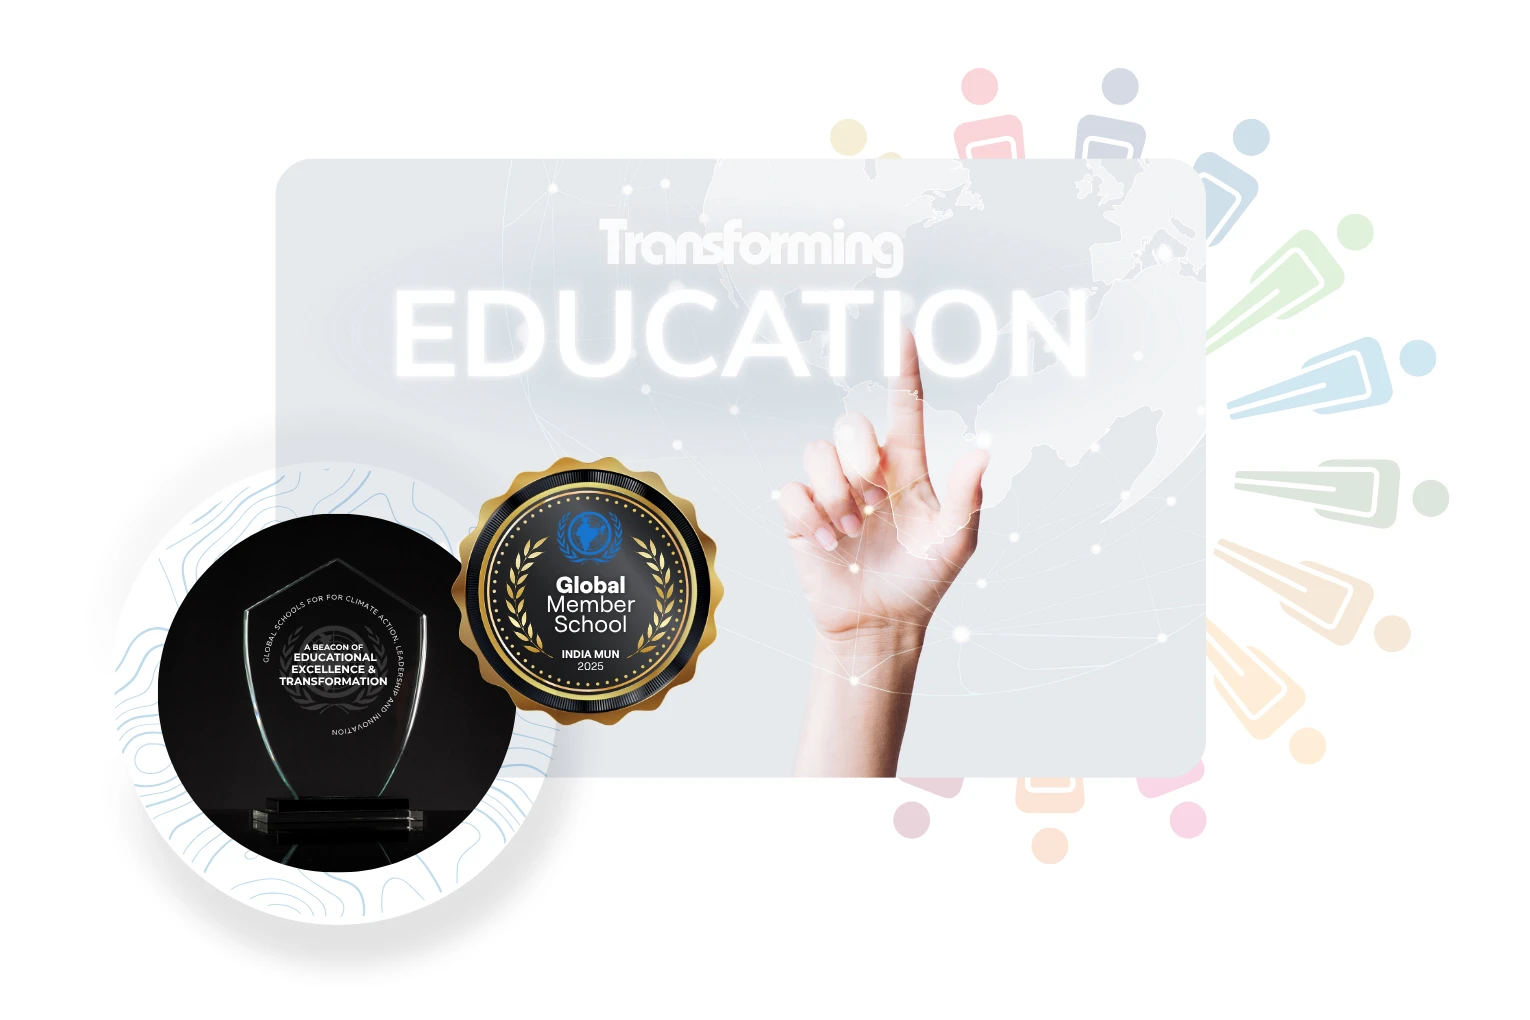 Transforming
EDUCATION
Global
Member
School
INDIA MUN
2025
GLOBAL SCHOOLS FOR FOR CLIMATE ACTION, LEADERSHIP AND INNOVATION
A BEACON OF
EDUCATIONAL
EXCELLENCE &
TRANSFORMATION